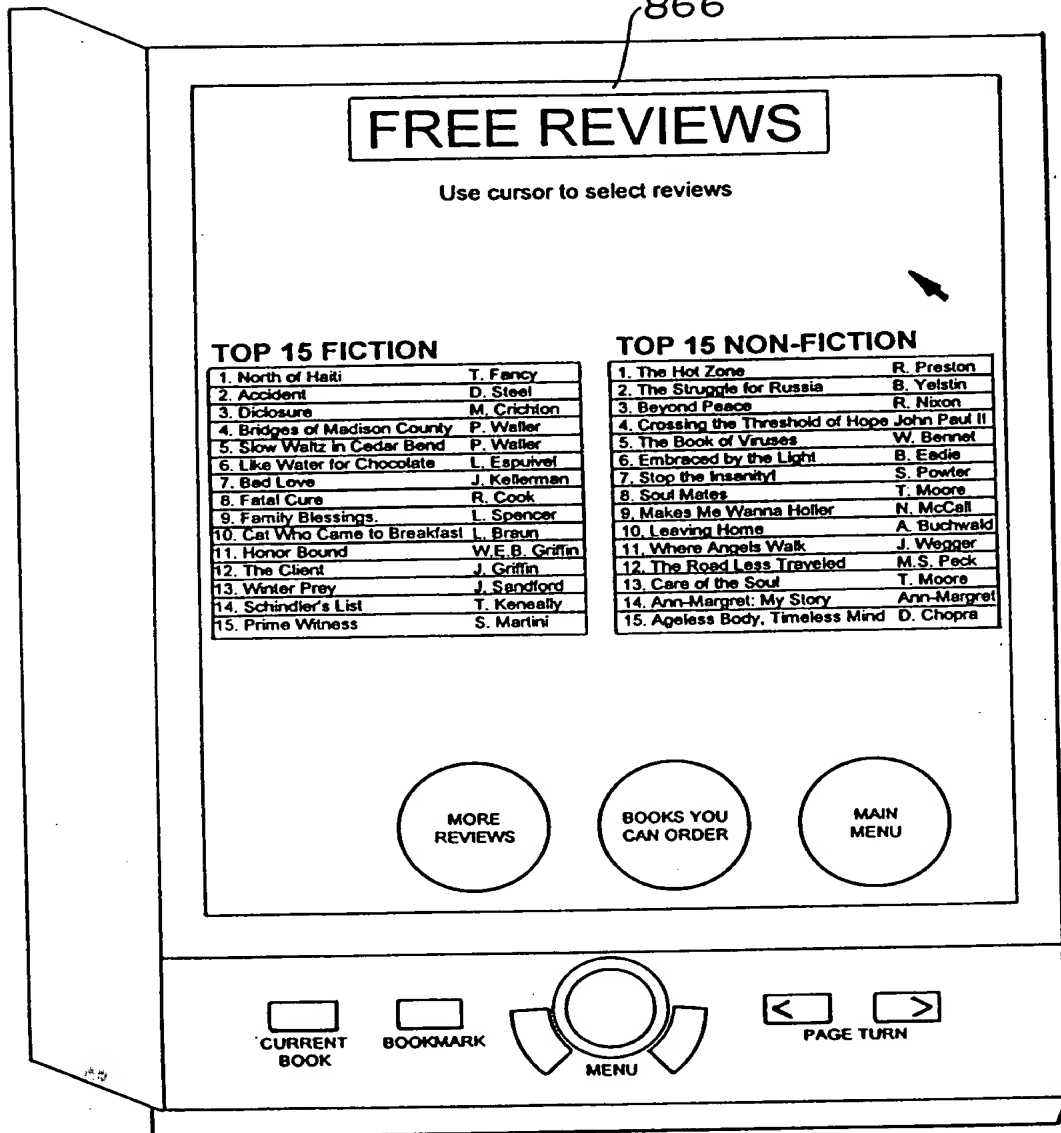 866
FREE REVIEWS
Use cursor to select reviews
TOP 15 FICTION
1. North of Haiti T. Fancy
2. Accident D. Steel
3. Diclosure M. Crichton
4. Bridges of Madison County P. Waller
5. Slow Waltz in Cedar Bend P. Waller
6. Like Water for Chocolate L. Espuivel
7. Bad Love J. Kellerman
8. Fatal Cure R. Cook
9. Family Blessings. L. Spencer
10. Cat Who Came to Breakfast L. Braun
11. Honor Bound W.E.B. Griffin
12. The Client J. Griffin
13. Winter Prey J. Sandford
14. Schindler's List T. Keneally
15. Prime Witness S. Martini
TOP 15 NON-FICTION
1. The Hot Zone R. Preston
2. The Struggle for Russia B. Yelstin
3. Beyond Peace R. Nixon
4. Crossing the Threshold of Hope John Paul II
5. The Book of Viruses W. Bennet
6. Embraced by the Light B. Eadie
7. Stop the Insanity! S. Powter
8. Soul Mates T. Moore
9. Makes Me Wanna Holler N. McCall
10. Leaving Home A. Buchwald
11. Where Angels Walk J. Wegger
12. The Road Less Traveled M.S. Peck
13. Care of the Soul T. Moore
14. Ann-Margret: My Story Ann-Margret
15. Ageless Body, Timeless Mind D. Chopra
MORE
REVIEWS
BOOKS YOU
CAN ORDER
MAIN
MENU
CURRENT
BOOK
BOOKMARK
MENU
< >
PAGE TURN